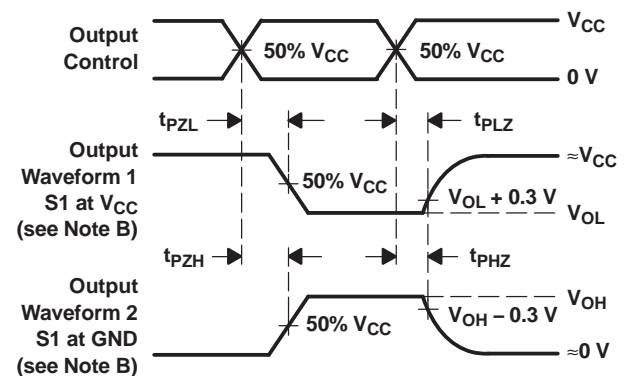 Output
Control
50% VCC
50% VCC
VCC
0 V
tPZL
tPLZ
Output
Waveform 1
S1 at VCC
(see Note B)
50% VCC
VOL + 0.3 V
≈VCC
VOL
tPZH
tPHZ
Output
Waveform 2
S1 at GND
(see Note B)
50% VCC
VOH − 0.3 V
VOH
≈0 V